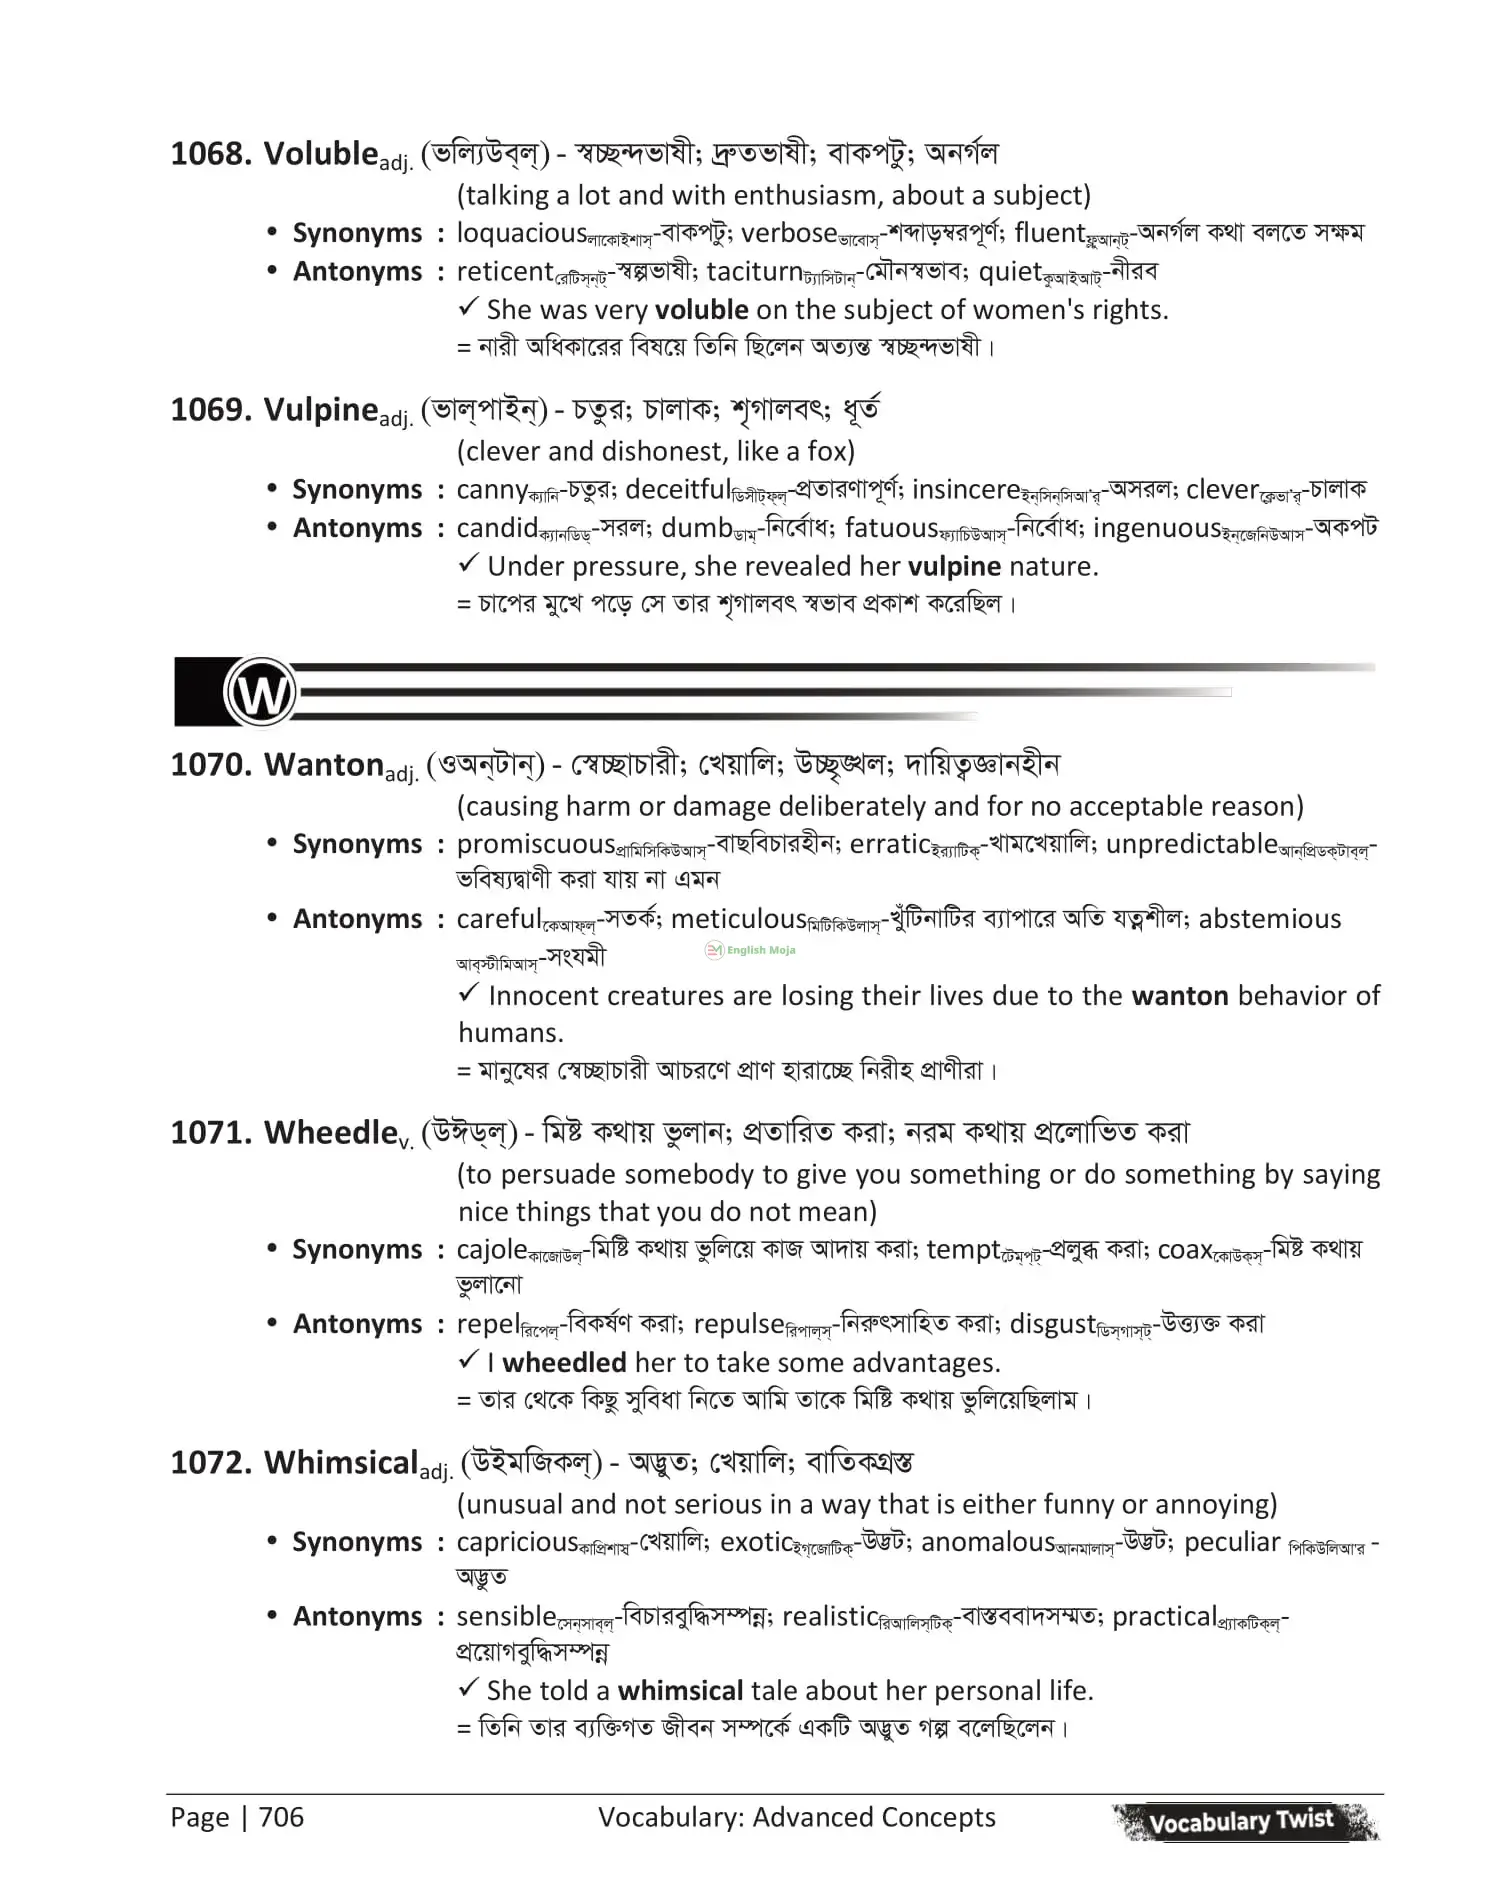 1068. Voluble adj. (ভল্যিউব্‌ল্‌) - স্বচ্ছন্দভাষী; দ্রুতভাষী; বাকপটু; অনর্গল
(talking a lot and with enthusiasm, about a subject)
• Synonyms : loquacious লাকোইশাস্‌-বাকপটু; verbose ভাবোস্‌-শব্দাড়ম্বরপূর্ণ; fluent ফ্লুআন্‌ট্‌-অনর্গল কথা বলতে সক্ষম
• Antonyms : reticent রেটিস্‌ন্‌ট্‌-স্বল্পভাষী; taciturn ট্যাসিটান্‌-মৌনস্বভাব; quiet কুআইআট্‌-নীরব
✓ She was very voluble on the subject of women's rights.
= নারী অধিকারের বিষয়ে তিনি ছিলেন অত্যন্ত স্বচ্ছন্দভাষী।
1069. Vulpine adj. (ভাল্‌পাইন্‌) - চতুর; চালাক; শৃগালবৎ; ধূর্ত
(clever and dishonest, like a fox)
• Synonyms : canny ক্যানি-চতুর; deceitful ডিসীট্‌ফ্‌ল্‌-প্রতারণাপূর্ণ; insincere ইন্‌সিন্‌সিআ'র্‌-অসরল; clever ক্লেভা'র্‌-চালাক
• Antonyms : candid ক্যানডিড্‌-সরল; dumb ডাম্‌-নির্বোধ; fatuous ফ্যাচিউআস্‌-নির্বোধ; ingenuous ইন্‌জেনিউআস-অকপট
✓ Under pressure, she revealed her vulpine nature.
= চাপের মুখে পড়ে সে তার শৃগালবৎ স্বভাব প্রকাশ করেছিল।
W
1070. Wanton adj. (ওঅন্‌টান্‌) - স্বেচ্ছাচারী; খেয়ালি; উচ্ছৃঙ্খল; দায়িত্বজ্ঞানহীন
(causing harm or damage deliberately and for no acceptable reason)
• Synonyms : promiscuous প্রামিসিকিউআস্‌-বাছবিচারহীন; erratic ইর‍্যাটিক্‌-খামখেয়ালি; unpredictable আন্‌প্রিডক্‌টাব্‌ল্‌-
ভবিষ্যদ্বাণী করা যায় না এমন
• Antonyms : careful কেআফ্‌ল্‌-সতর্ক; meticulous মিটিকিউলাস্‌-খুঁটিনাটির ব্যাপারে অতি যত্নশীল; abstemious
আব্‌স্টীমিআস্‌-সংযমী
English Moja
✓ Innocent creatures are losing their lives due to the wanton behavior of
humans.
= মানুষের স্বেচ্ছাচারী আচরণে প্রাণ হারাচ্ছে নিরীহ প্রাণীরা।
1071. Wheedle v. (উঈড্‌ল্‌) - মিষ্ট কথায় ভুলান; প্রতারিত করা; নরম কথায় প্রলোভিত করা
(to persuade somebody to give you something or do something by saying
nice things that you do not mean)
• Synonyms : cajole কাজোউল্‌-মিষ্টি কথায় ভুলিয়ে কাজ আদায় করা; tempt টেম্‌প্‌ট্‌-প্রলুব্ধ করা; coax কোউক্‌স্‌-মিষ্ট কথায়
ভুলানো
• Antonyms : repel রিপেল্‌-বিকর্ষণ করা; repulse রিপাল্‌স্‌-নিরুৎসাহিত করা; disgust ডিস্‌গাস্‌ট্‌-উত্ত্যক্ত করা
✓ I wheedled her to take some advantages.
= তার থেকে কিছু সুবিধা নিতে আমি তাকে মিষ্টি কথায় ভুলিয়েছিলাম।
1072. Whimsical adj. (উইমজিকল্‌) - অদ্ভুত; খেয়ালি; বাতিকগ্রস্ত
(unusual and not serious in a way that is either funny or annoying)
• Synonyms : capricious কাপ্রিশাষ্‌-খেয়ালি; exotic ইগ্‌জোটিক্‌-উদ্ভট; anomalous আনমালাস্‌-উদ্ভট; peculiar পিকিউলিআ'র -
অদ্ভুত
• Antonyms : sensible সেন্‌সাব্‌ল্‌-বিচারবুদ্ধিসম্পন্ন; realistic রিআলিস্‌টিক্‌-বাস্তববাদসম্মত; practical প্র্যাকটিক্‌ল্‌-
প্রয়োগবুদ্ধিসম্পন্ন
✓ She told a whimsical tale about her personal life.
= তিনি তার ব্যক্তিগত জীবন সম্পর্কে একটি অদ্ভুত গল্প বলেছিলেন।
Page | 706 Vocabulary: Advanced Concepts Vocabulary Twist